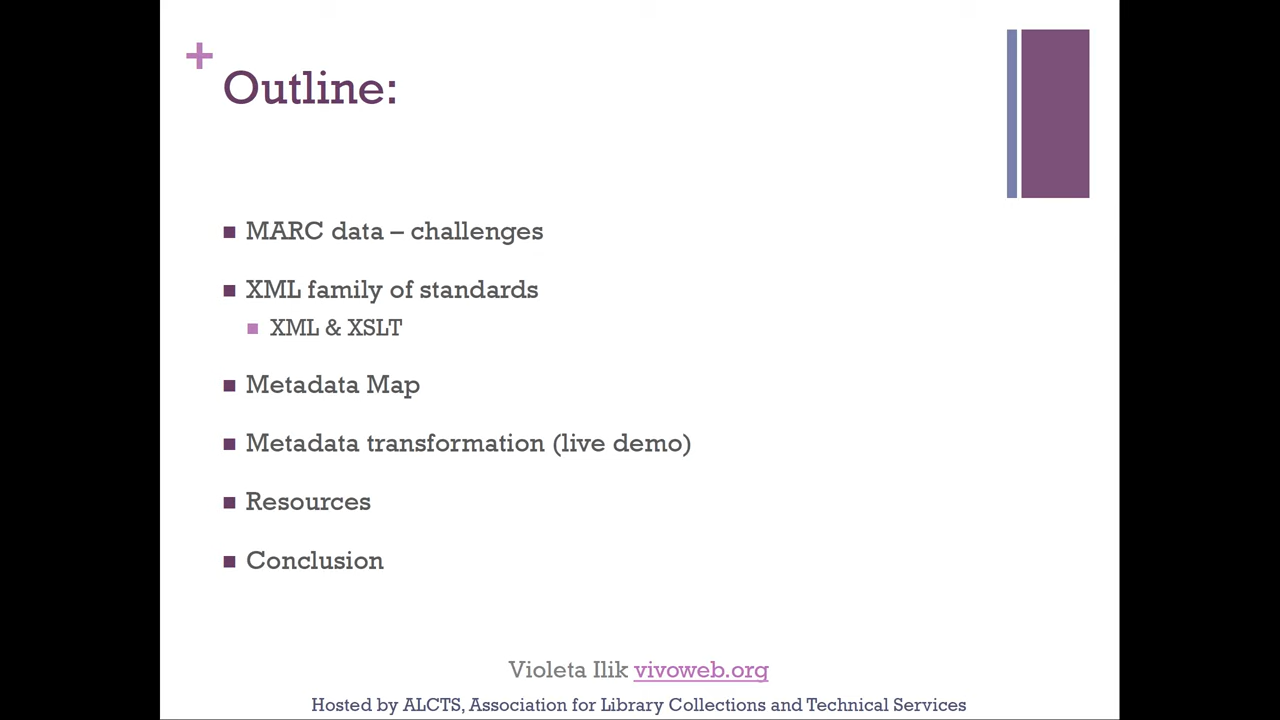 +
Outline:
■ MARC data – challenges
■ XML family of standards
■ XML & XSLT
■ Metadata Map
■ Metadata transformation (live demo)
■ Resources
■ Conclusion
Violeta Ilik vivoweb.org
Hosted by ALCTS, Association for Library Collections and Technical Services